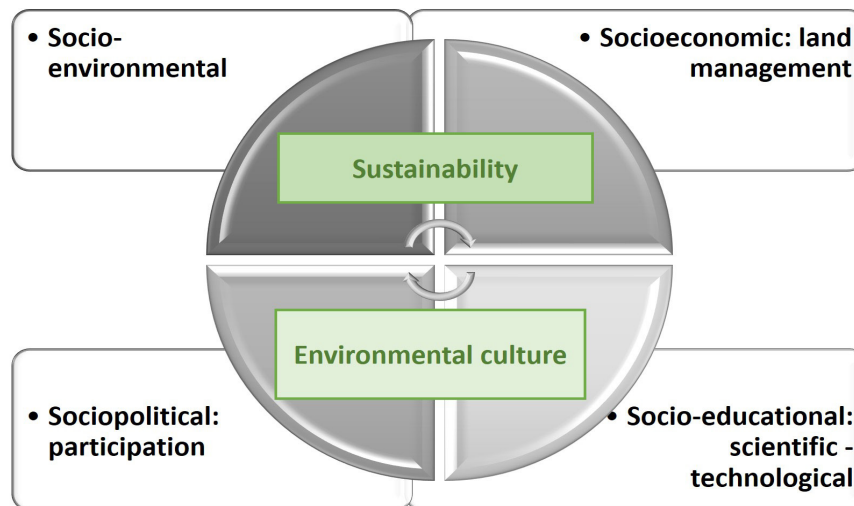 • Socio-
environmental
• Socioeconomic: land
management
Sustainability
Environmental culture
• Sociopolitical:
participation
• Socio-educational:
scientific -
technological